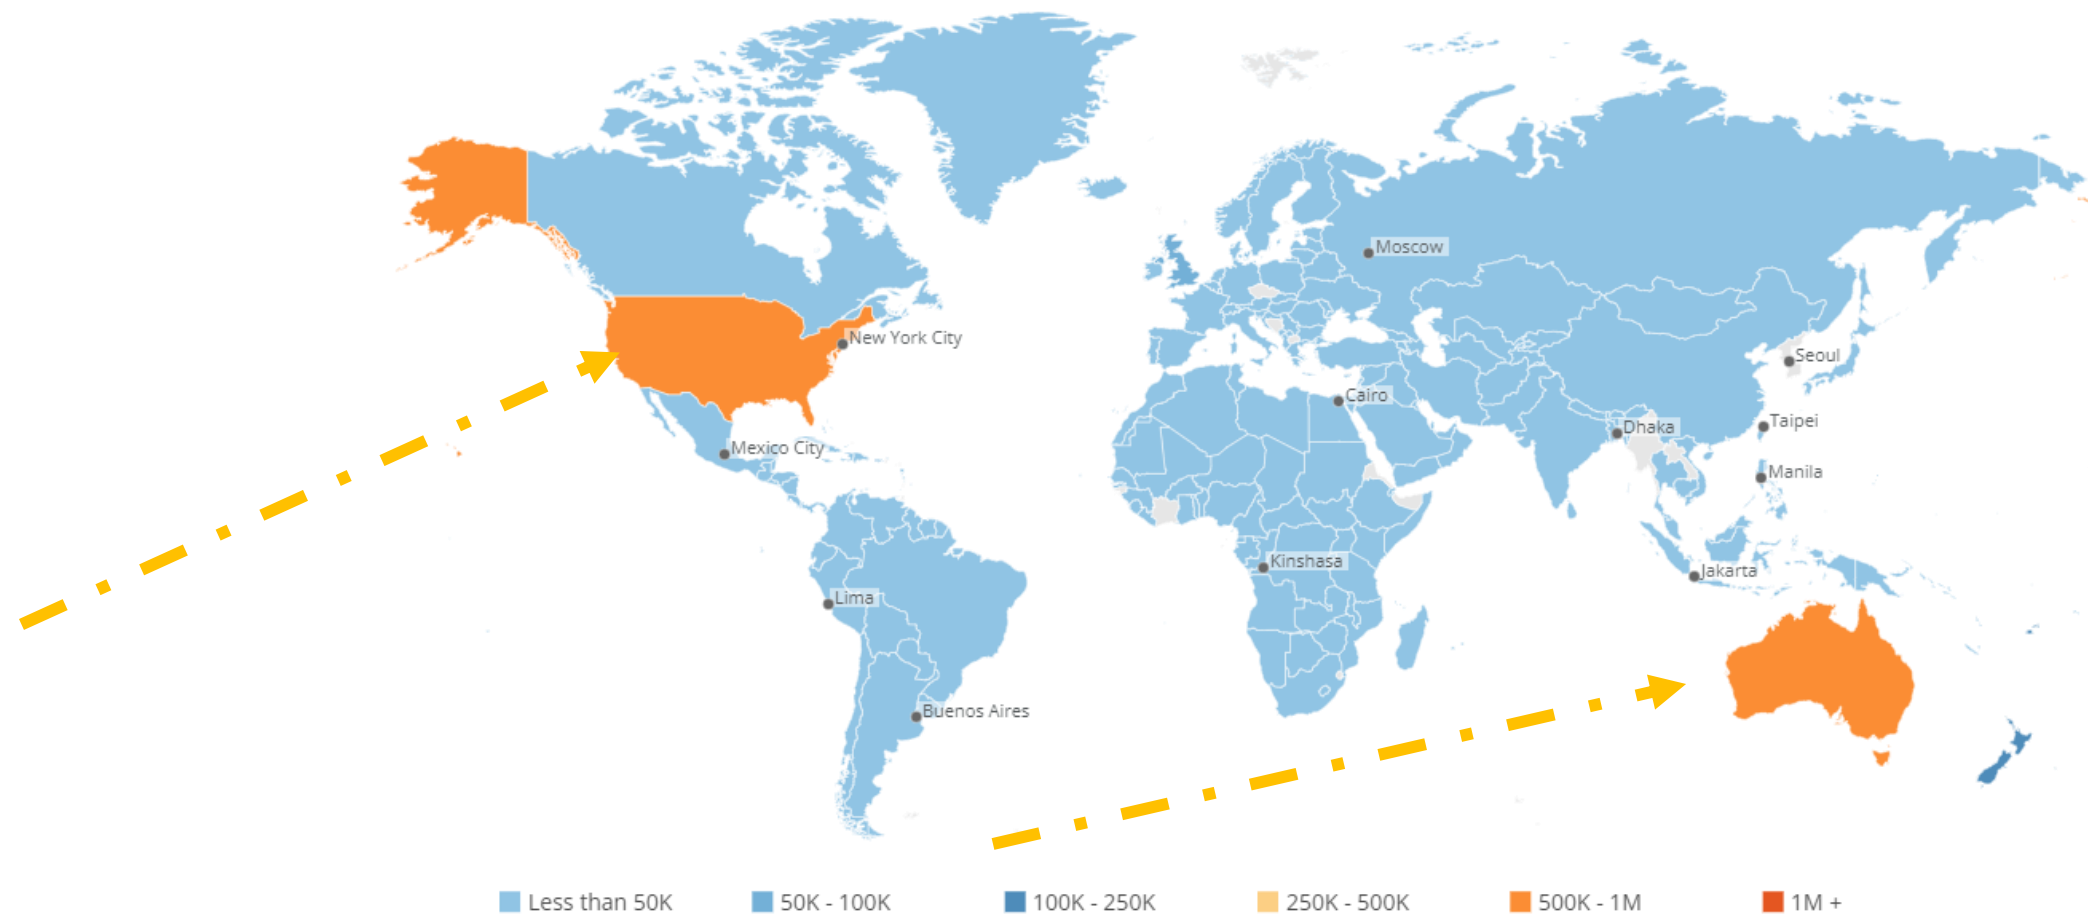 Moscow
New York City
Seoul
Cairo
Taipei
Dhaka
Mexico City
Manila
Kinshasa
Jakarta
Lima
Buenos Aires
Less than 50K
50K - 100K
100K - 250K
250K - 500K
500K - 1M
1M +